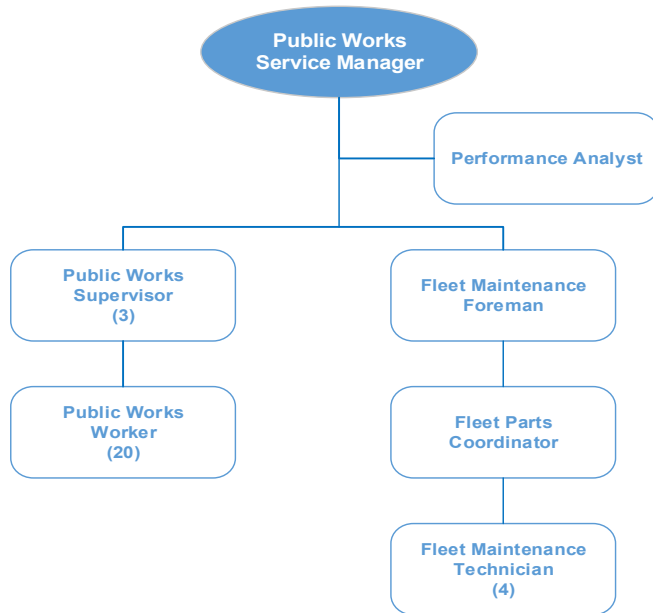 Public Works
Service Manager
Performance Analyst
Public Works
Supervisor
(3)
Fleet Maintenance
Foreman
Public Works
Worker
(20)
Fleet Parts
Coordinator
Fleet Maintenance
Technician
(4)